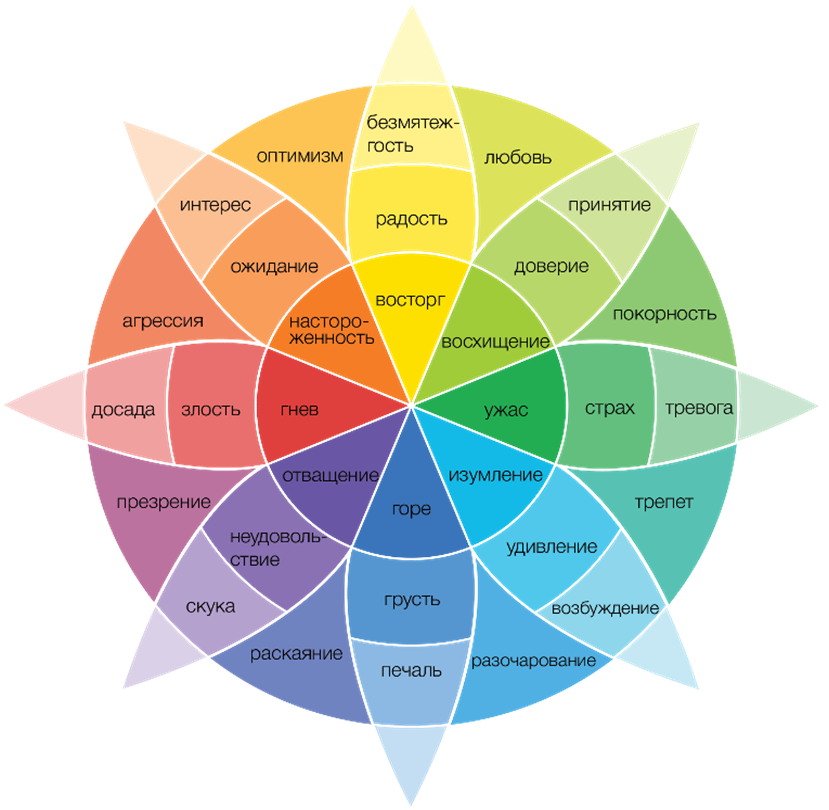 безмятеж-
гость
оптимизм
любовь
интерес
принятие
радость
ожидание
доверие
восторг
агрессия
насторо-
женность
восхищение
покорность
досада
злость
гнев
ужас
страх
тревога
презрение
отващение
изумление
трепет
горе
неудоволь-
ствие
удивление
скука
грусть
возбуждение
раскаяние
печаль
разочарование